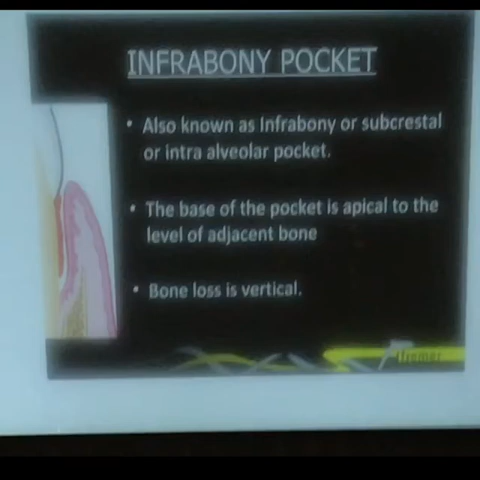 INFRABONY POCKET
• Also known as Infrabony or subcrestal
or intra alveolar pocket.
• The base of the pocket is apical to the
level of adjacent bone
• Bone loss is vertical.